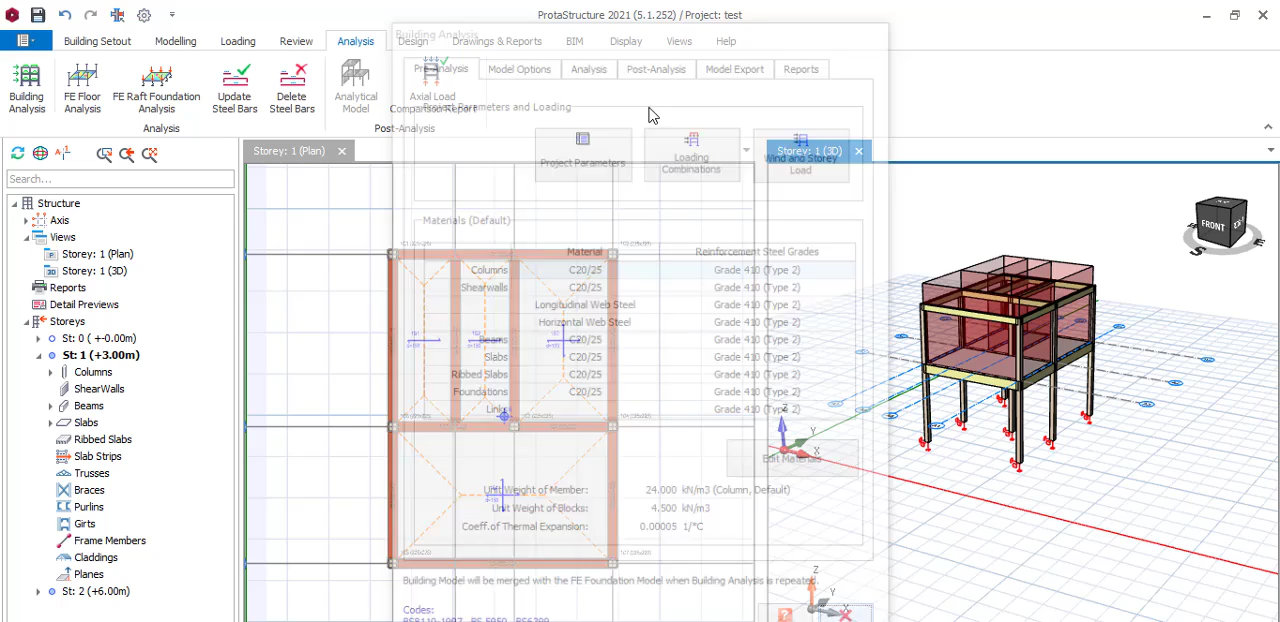 ProtaStructure 2021 (5.1.252) / Project: test
Building Setout Modelling Loading Review Analysis Design Drawings & Reports BIM Display Views Help
Building Analysis
FE Floor Analysis
FE Raft Foundation Analysis
Update Steel Bars
Delete Steel Bars
Analytical Model
Axial Load Comparison Report
Analysis
Post-Analysis
Search...
Structure
Axis
Views
Storey: 1 (Plan)
Storey: 1 (3D)
Reports
Detail Previews
Storeys
St: 0 ( +-0.00m)
St: 1 (+3.00m)
Columns
ShearWalls
Beams
Slabs
Ribbed Slabs
Slab Strips
Trusses
Braces
Purlins
Girts
Frame Members
Claddings
Planes
St: 2 (+6.00m)
Storey: 1 (Plan)
Storey: 1 (3D)
Building Analysis
Pre-Analysis Model Options Analysis Post-Analysis Model Export Reports
Project Parameters and Loading
Project Parameters
Loading Combinations
Wind and Storey Load
Materials (Default)
Material Reinforcement Steel Grades
Columns C20/25 Grade 410 (Type 2)
Shearwalls C20/25 Grade 410 (Type 2)
Longitudinal Web Steel Grade 410 (Type 2)
Horizontal Web Steel Grade 410 (Type 2)
Beams C20/25 Grade 410 (Type 2)
Slabs C20/25 Grade 410 (Type 2)
Ribbed Slabs C20/25 Grade 410 (Type 2)
Foundations C20/25 Grade 410 (Type 2)
Links Grade 410 (Type 2)
Edit Materials
Unit Weight of Member: 24.000 kN/m3 (Column, Default)
Unit Weight of Blocks: 4.500 kN/m3
Coeff.of Thermal Expansion: 0.00005 1/°C
Building Model will be merged with the FE Foundation Model when Building Analysis is repeated.
Codes:
BS8110-1997, BS 5950, BS6399
FRONT
E
S
Z
Y
X
Z
Y
X